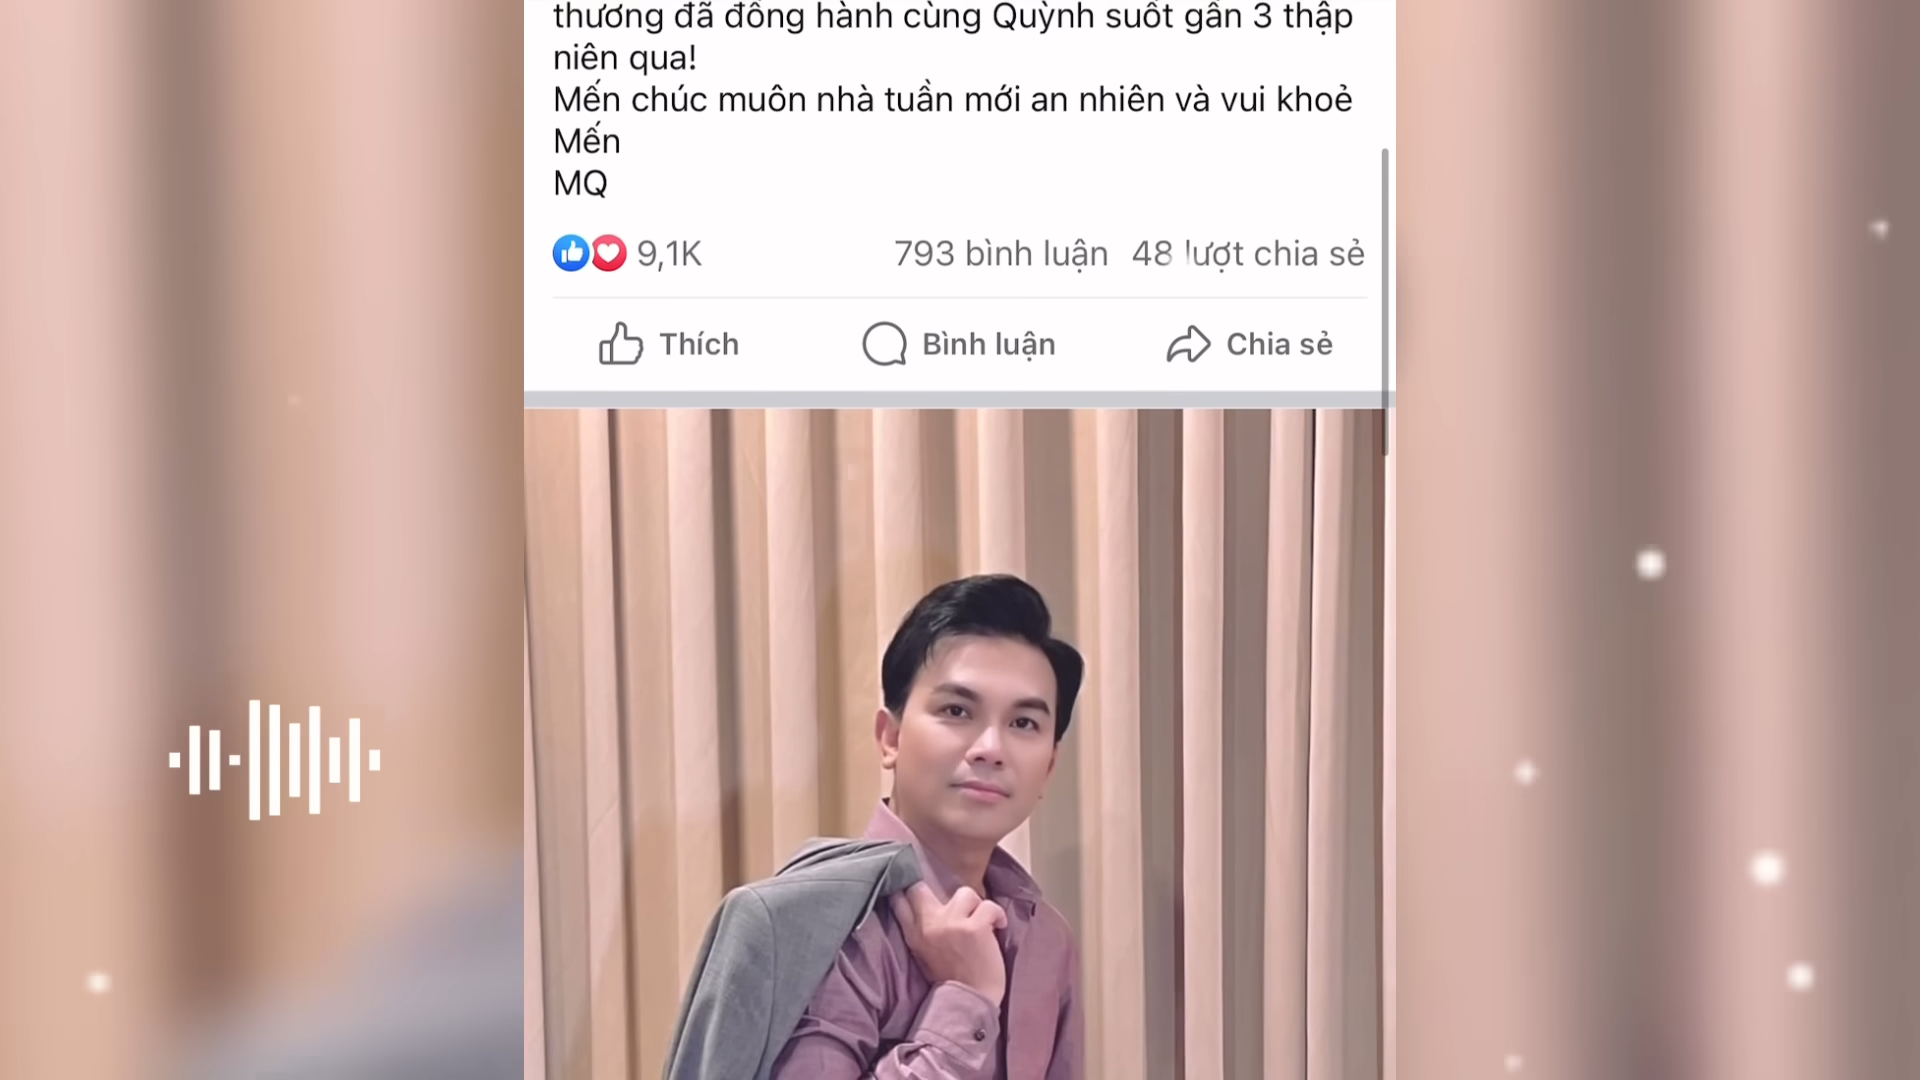 thương đã đồng hành cùng Quỳnh suốt gần 3 thập
niên qua!
Mến chúc muôn nhà tuần mới an nhiên và vui khoẻ
Mến
MQ
9,1K 793 bình luận 48 lượt chia sẻ
Thích Bình luận Chia sẻ